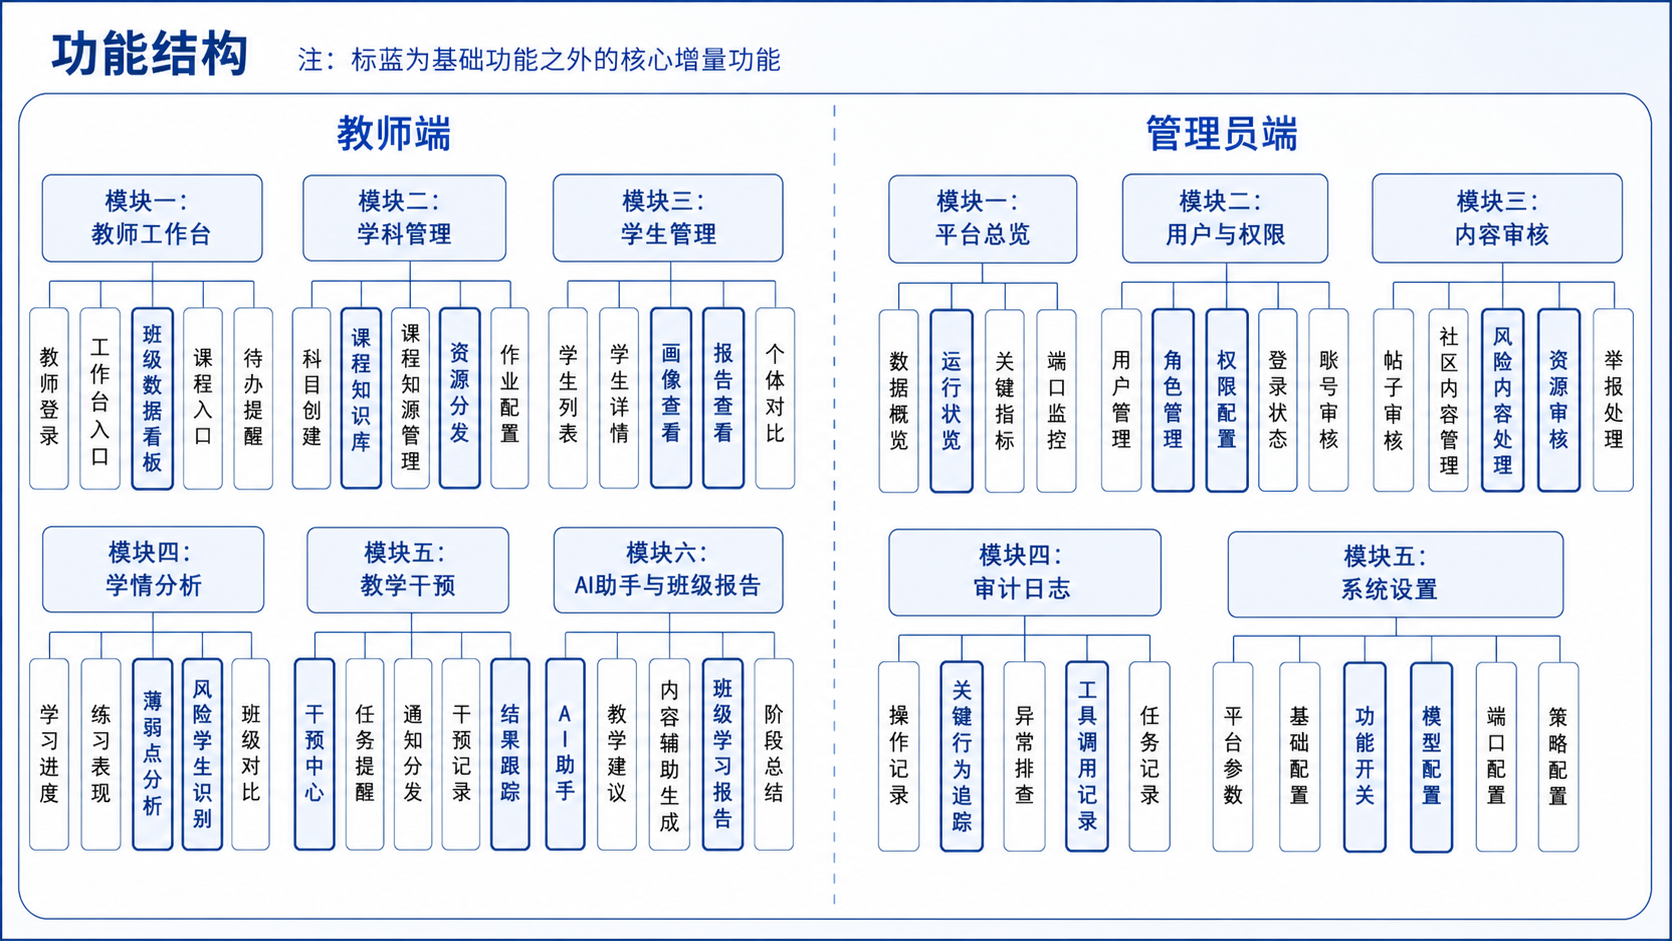 功能结构
注：标蓝为基础功能之外的核心增量功能
教师端
模块一：
教师工作台
教师登录
工作台入口
班级数据看板
课程入口
待办提醒
模块二：
学科管理
科目创建
课程知识库
课程知源管理
资源分发
作业配置
模块三：
学生管理
学生列表
学生详情
画像查看
报告查看
个体对比
模块四：
学情分析
学习进度
练习表现
薄弱点分析
风险学生识别
班级对比
模块五：
教学干预
干预中心
任务提醒
通知分发
干预记录
结果跟踪
模块六：
AI助手与班级报告
AI助手
教学建议
内容辅助生成
班级学习报告
阶段总结
管理员端
模块一：
平台总览
数据概览
运行状览
关键指标
端口监控
模块二：
用户与权限
用户管理
角色管理
权限配置
登录状态
账号审核
模块三：
内容审核
帖子审核
社区内容管理
风险内容处理
资源审核
举报处理
模块四：
审计日志
操作记录
关键行为追踪
异常排查
工具调用记录
任务记录
模块五：
系统设置
平台参数
基础配置
功能开关
模型配置
端口配置
策略配置